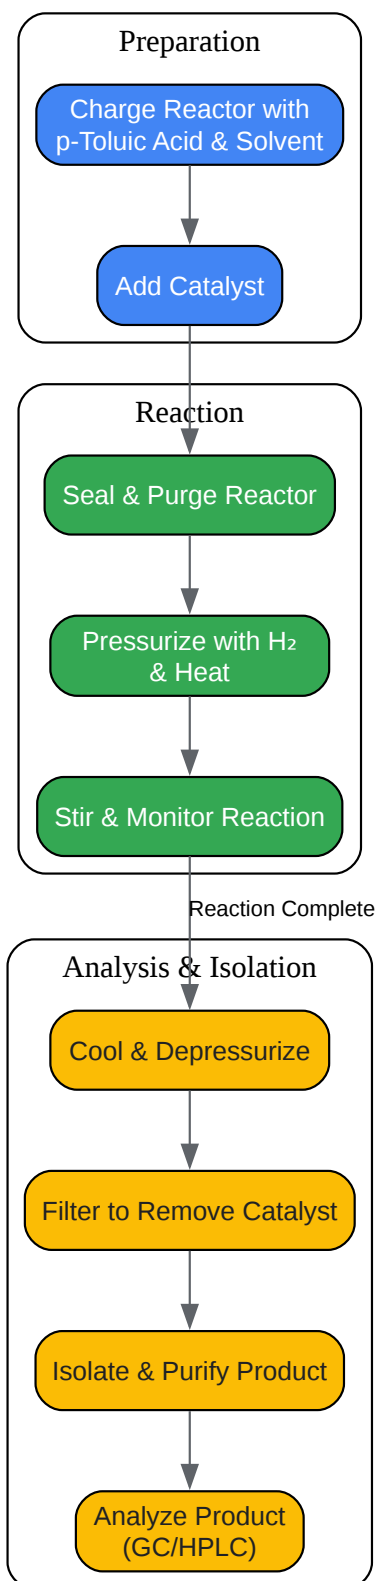 Preparation
Charge Reactor with
p-Toluic Acid & Solvent
Add Catalyst
Reaction
Seal & Purge Reactor
Pressurize with H₂
& Heat
Stir & Monitor Reaction
Reaction Complete
Analysis & Isolation
Cool & Depressurize
Filter to Remove Catalyst
Isolate & Purify Product
Analyze Product
(GC/HPLC)